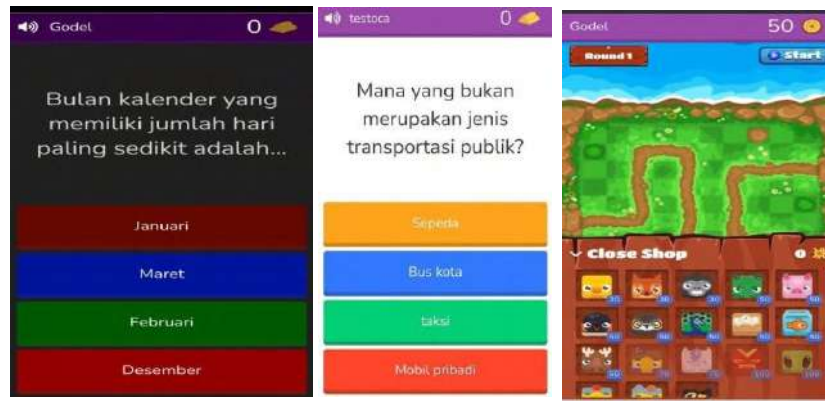 Godel 0
Bulan kalender yang
memiliki jumlah hari
paling sedikit adalah...
Januari
Maret
Februari
Desember
testoca 0
Mana yang bukan
merupakan jenis
transportasi publik?
Sepeda
Bus kota
taksi
Mobil pribadi
Godel 50
Round 1 Start
Close Shop 0